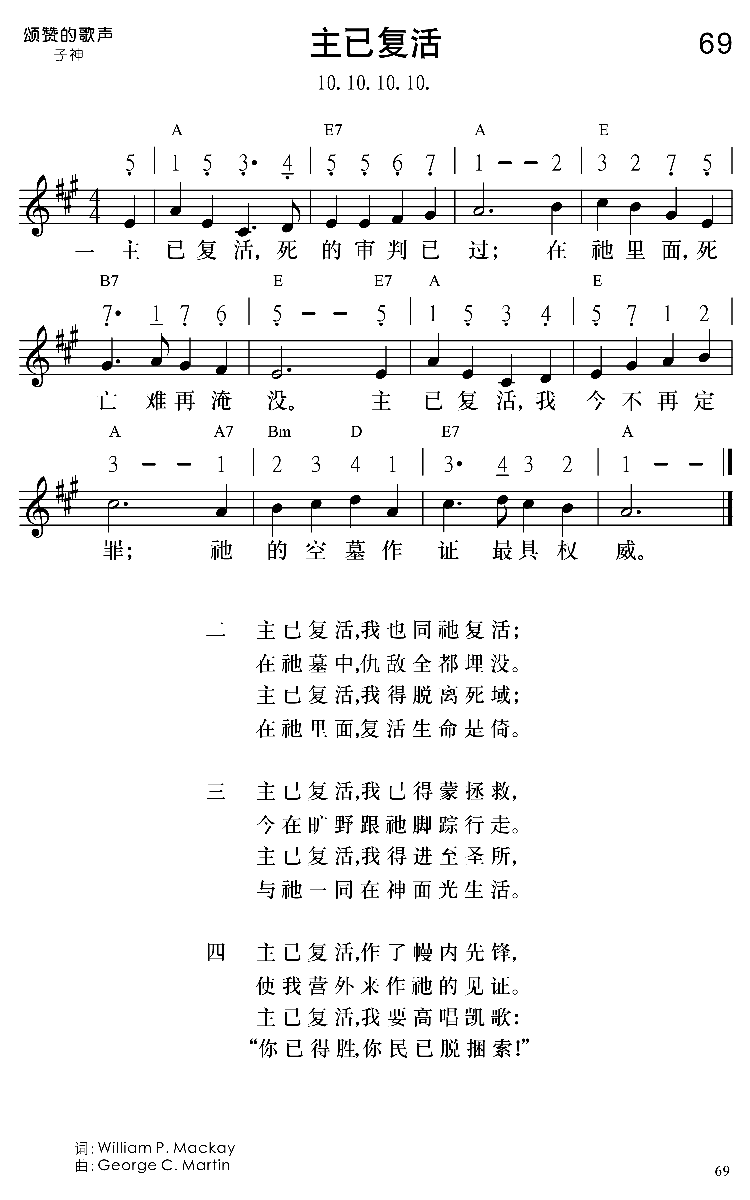 颂赞的歌声
子神
主已复活
69
10. 10. 10. 10.
A E7 A E
5̣ | 1 5̣ 3̣• 4̣ | 5̣ 5̣ 6̣ 7̣ | 1 – – 2 | 3 2 7̣ 5̣
4
4
一 主 已 复 活, 死 的 审 判 已 过; 在 祂 里 面, 死
B7 E E7 A E
7̣• 1 7̣ 6̣ | 5̣ – – 5̣ | 1 5̣ 3̣ 4̣ | 5̣ 7̣ 1 2 |
亡 难 再 淹 没。 主 已 复 活, 我 今 不 再 定
A A7 Bm D E7 A
3 – – 1 | 2 3 4 1 | 3• 4 3 2 | 1 – – ‖
罪; 祂 的 空 墓 作 证 最 具 权 威。
二 主已复活,我也同祂复活;
在祂墓中,仇敌全都埋没。
主已复活,我得脱离死域;
在祂里面,复活生命是倚。
三 主已复活,我已得蒙拯救,
今在旷野跟祂脚踪行走。
主已复活,我得进至圣所,
与祂一同在神面光生活。
四 主已复活,作了幔内先锋,
使我营外来作祂的见证。
主已复活,我要高唱凯歌:
“你已得胜,你民已脱捆索!”
词: William P. Mackay
曲: George C. Martin
69